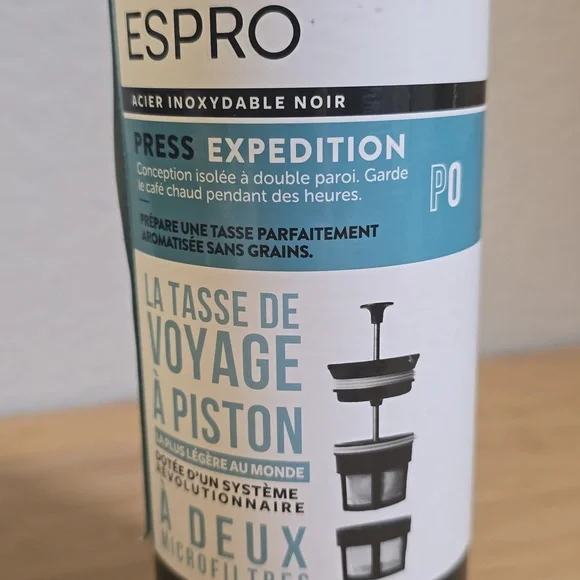 ESPRO
ACIER INOXYDABLE NOIR
PRESS EXPEDITION
Conception isolée à double paroi. Garde
le café chaud pendant des heures.
P0
PRÉPARE UNE TASSE PARFAITEMENT
AROMATISÉE SANS GRAINS.
LA TASSE DE
VOYAGE
À PISTON
LA PLUS LÉGÈRE AU MONDE
DOTÉE D'UN SYSTÈME
RÉVOLUTIONNAIRE
À DEUX
MICROFILTRES